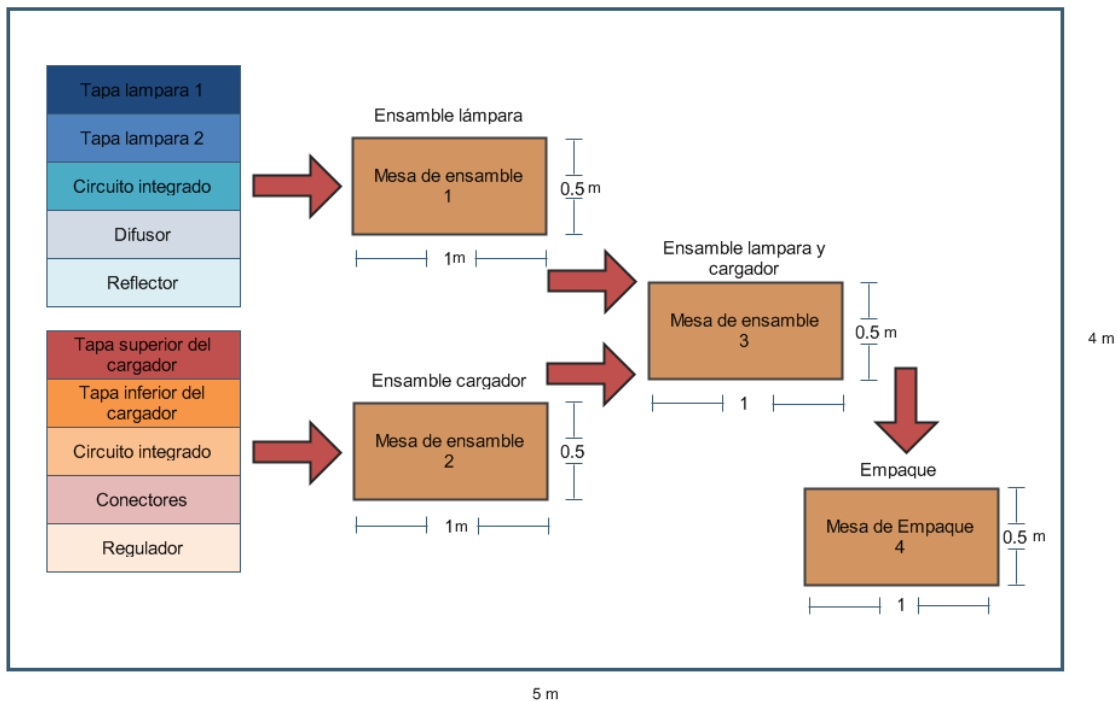 Tapa lampara 1
Tapa lampara 2
Circuito integrado
Difusor
Reflector
Tapa superior del
cargador
Tapa inferior del
cargador
Circuito integrado
Conectores
Regulador
Ensamble lámpara
Mesa de ensamble
1
0.5 m
1m
Ensamble cargador
Mesa de ensamble
2
0.5
1m
Ensamble lampara y
cargador
Mesa de ensamble
3
0.5 m
1
Empaque
Mesa de Empaque
4
0.5 m
1
4 m
5 m